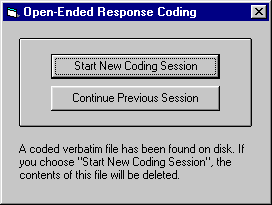 Open-Ended Response Coding
Start New Coding Session
Continue Previous Session
A coded verbatim file has been found on disk. If
you choose "Start New Coding Session", the
contents of this file will be deleted.